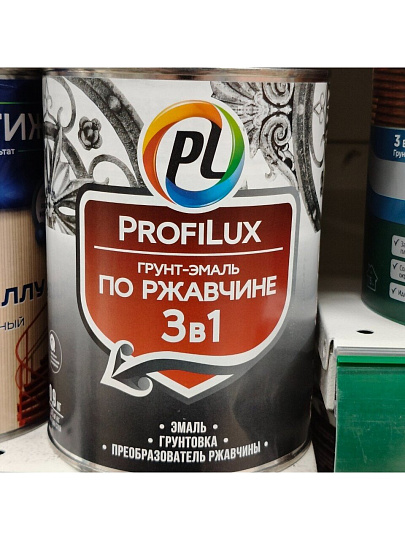 PL
PROFILUX
ГРУНТ-ЭМАЛЬ
ПО РЖАВЧИНЕ
3в1
• ЭМАЛЬ
• ГРУНТОВКА
• ПРЕОБРАЗОВАТЕЛЬ РЖАВЧИНЫ